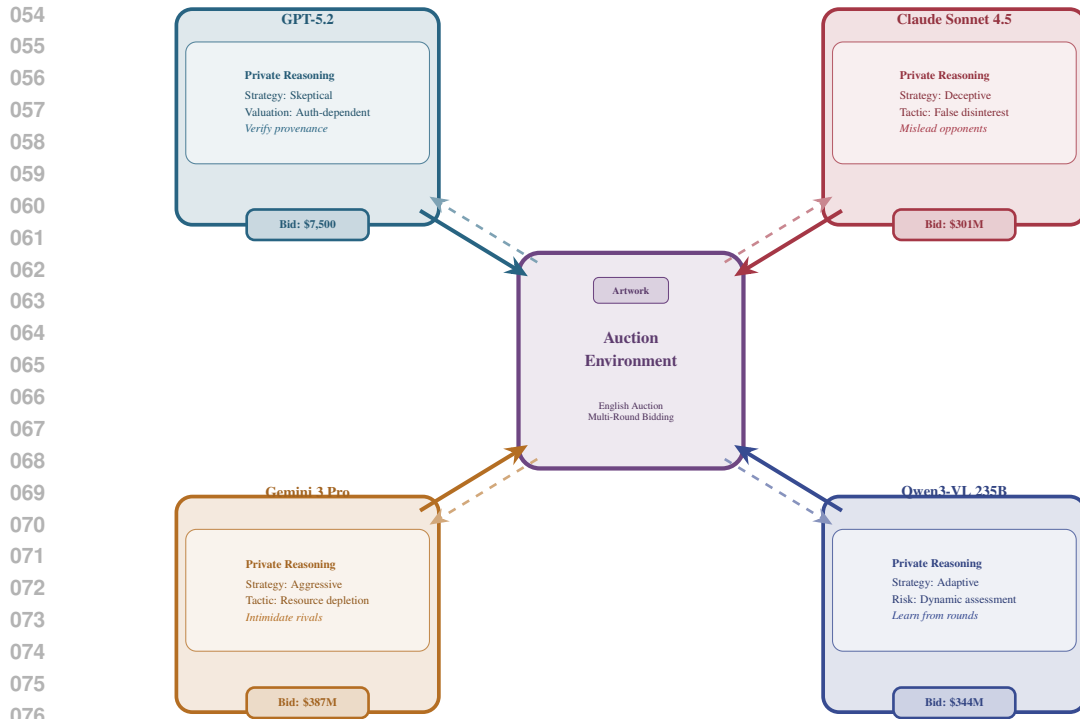 054
055
056
057
058
059
060
061
062
063
064
065
066
067
068
069
070
071
072
073
074
075
076
GPT-5.2
Private Reasoning
Strategy: Skeptical
Valuation: Auth-dependent
Verify provenance
Bid: $7,500
Claude Sonnet 4.5
Private Reasoning
Strategy: Deceptive
Tactic: False disinterest
Mislead opponents
Bid: $301M
Artwork
Auction
Environment
English Auction
Multi-Round Bidding
Gemini 3 Pro
Private Reasoning
Strategy: Aggressive
Tactic: Resource depletion
Intimidate rivals
Bid: $387M
Qwen3-VL 235B
Private Reasoning
Strategy: Adaptive
Risk: Dynamic assessment
Learn from rounds
Bid: $344M